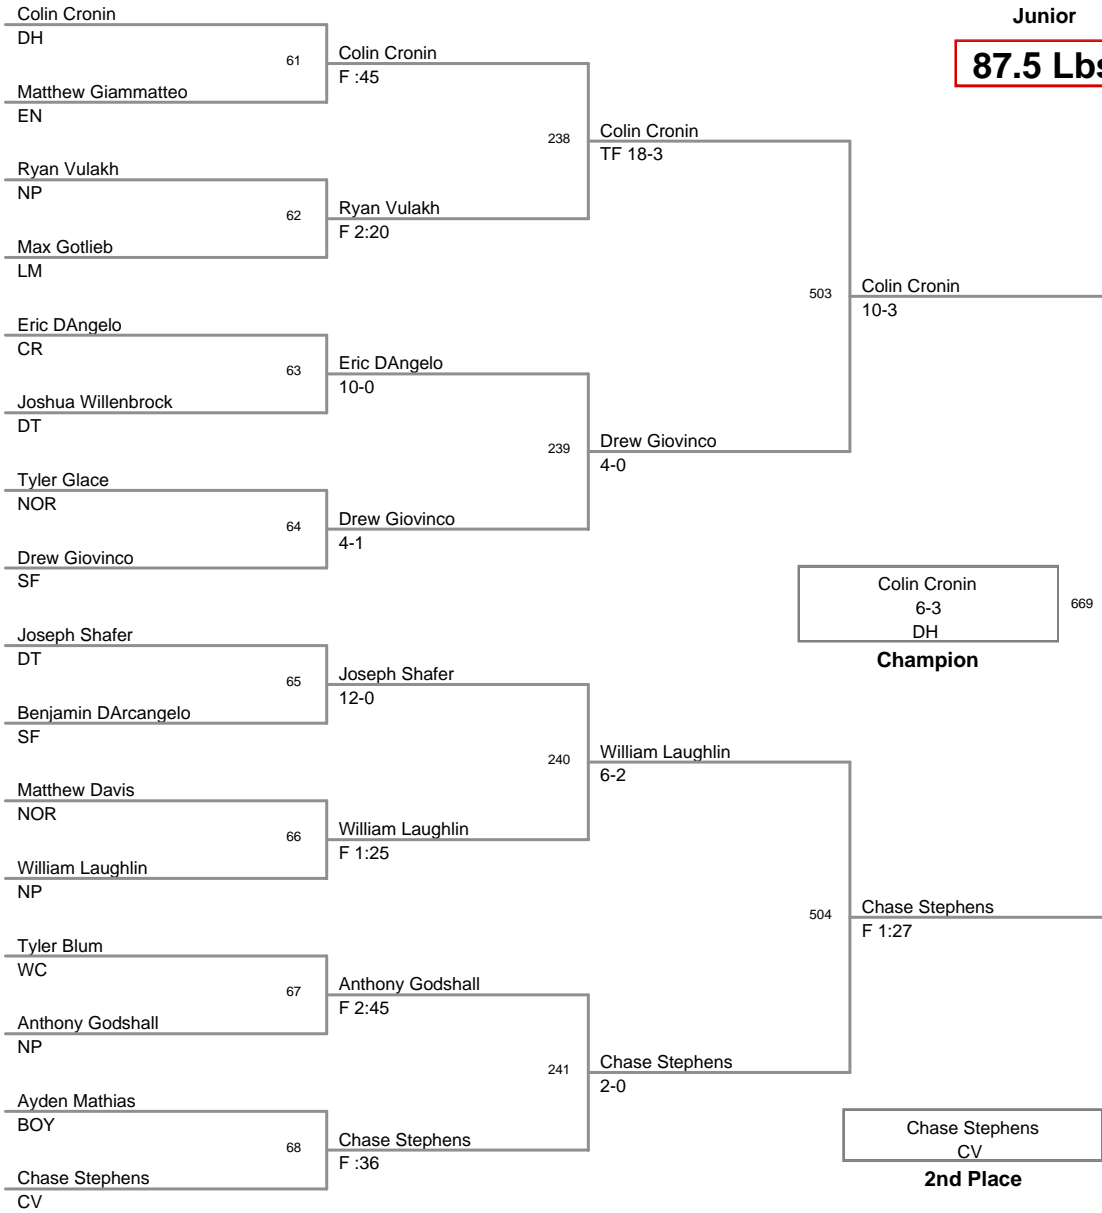 Colin Cronin
DH
61
Matthew Giammatteo
EN
Ryan Vulakh
NP
62
Max Gotlieb
LM
Eric DAngelo
CR
63
Joshua Willenbrock
DT
Tyler Glace
NOR
64
Drew Giovinco
SF
Joseph Shafer
DT
65
Benjamin DArcangelo
SF
Matthew Davis
NOR
66
William Laughlin
NP
Tyler Blum
WC
67
Anthony Godshall
NP
Ayden Mathias
BOY
68
Chase Stephens
CV
Colin Cronin
F :45
238
Ryan Vulakh
F 2:20
Eric DAngelo
10-0
239
Drew Giovinco
4-1
Joseph Shafer
12-0
240
William Laughlin
F 1:25
Anthony Godshall
F 2:45
241
Chase Stephens
F :36
Colin Cronin
TF 18-3
503
Drew Giovinco
4-0
William Laughlin
6-2
504
Chase Stephens
2-0
Junior
87.5 Lbs
Colin Cronin
10-3
Colin Cronin
6-3
DH
669
Champion
Chase Stephens
F 1:27
Chase Stephens
CV
2nd Place